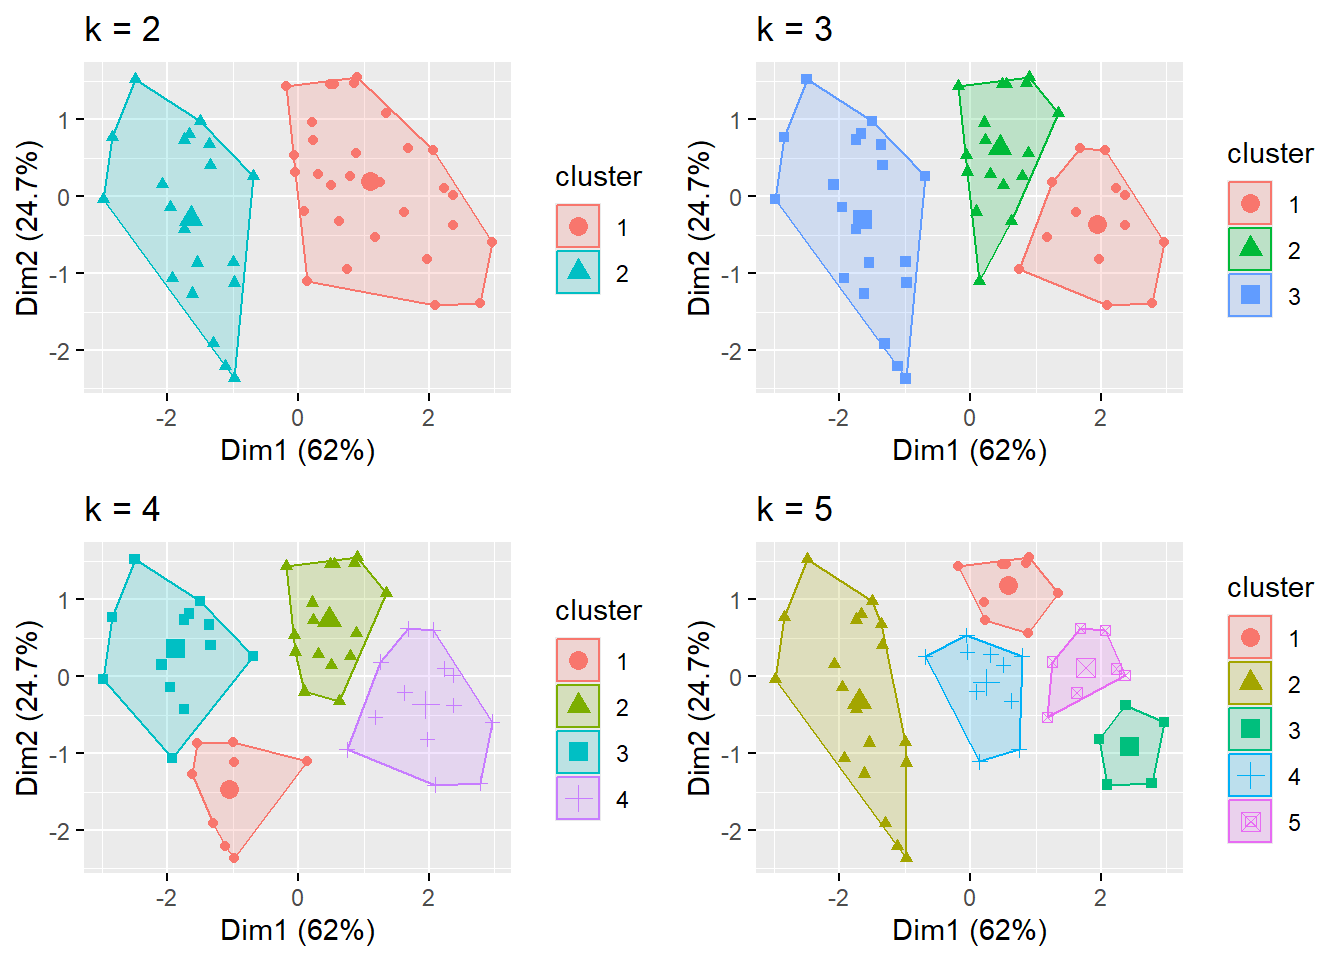 k = 2
1
0
-1
-2
Dim2 (24.7%)
-2 0 2
Dim1 (62%)
cluster
1
2
k = 3
1
0
-1
-2
Dim2 (24.7%)
-2 0 2
Dim1 (62%)
cluster
1
2
3
k = 4
1
0
-1
-2
Dim2 (24.7%)
-2 0 2
Dim1 (62%)
cluster
1
2
3
4
k = 5
1
0
-1
-2
Dim2 (24.7%)
-2 0 2
Dim1 (62%)
cluster
1
2
3
4
5